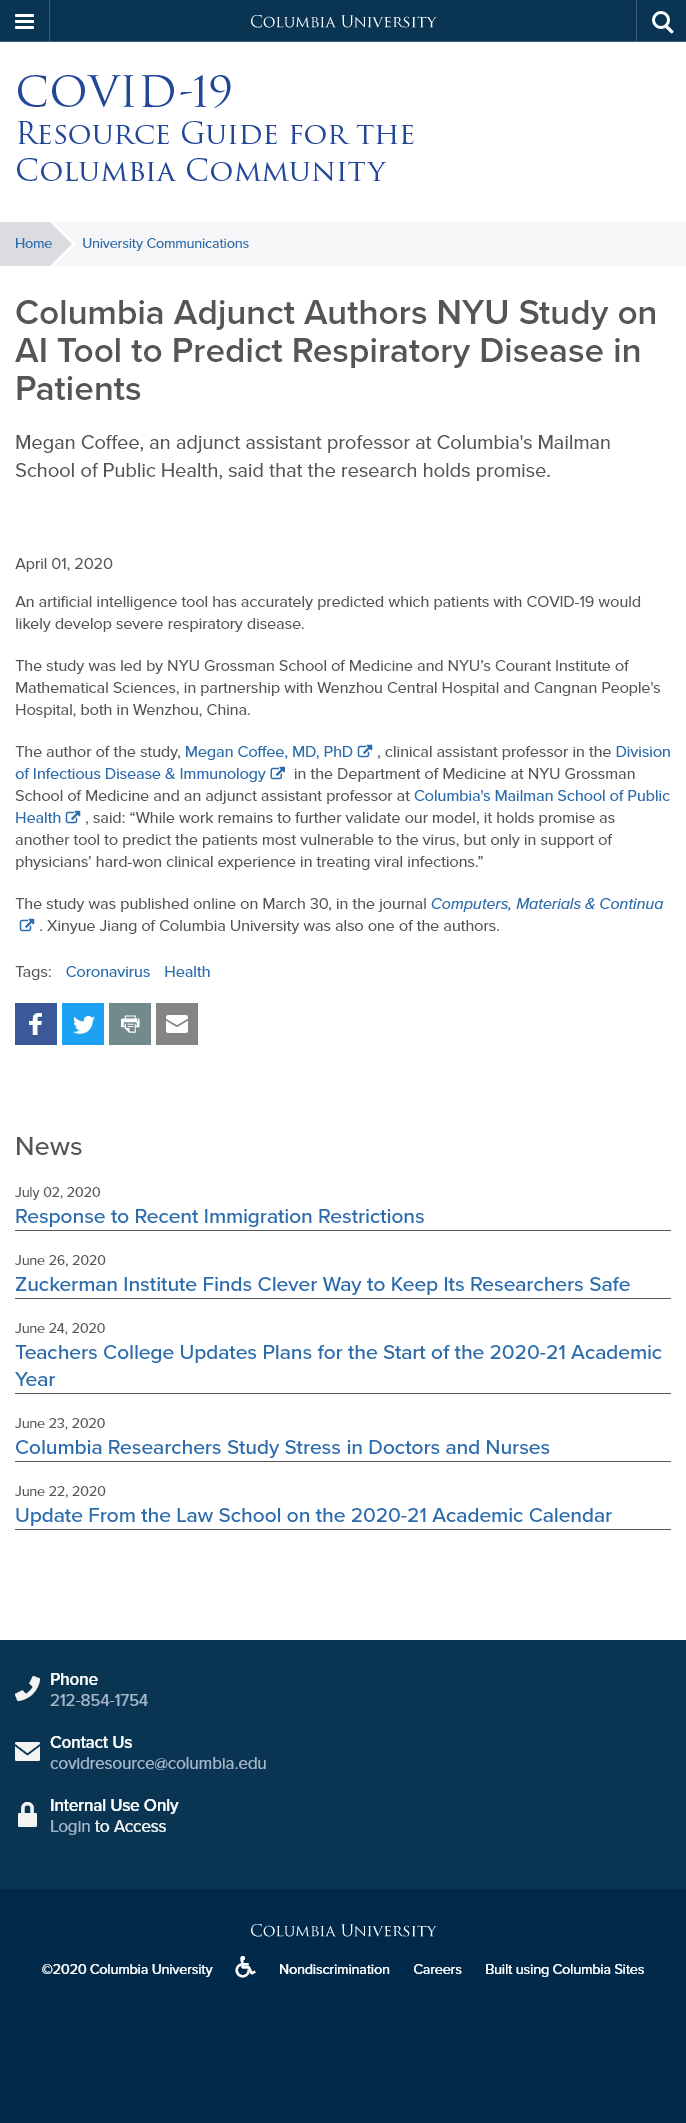 COLUMBIA UNIVERSITY
COVID-19
RESOURCE GUIDE FOR THE
COLUMBIA COMMUNITY
Home
University Communications
Columbia Adjunct Authors NYU Study on
AI Tool to Predict Respiratory Disease in
Patients
Megan Coffee, an adjunct assistant professor at Columbia's Mailman
School of Public Health, said that the research holds promise.
April 01, 2020
An artificial intelligence tool has accurately predicted which patients with COVID-19 would
likely develop severe respiratory disease.
The study was led by NYU Grossman School of Medicine and NYU’s Courant Institute of
Mathematical Sciences, in partnership with Wenzhou Central Hospital and Cangnan People's
Hospital, both in Wenzhou, China.
The author of the study, Megan Coffee, MD, PhD , clinical assistant professor in the Division
of Infectious Disease & Immunology in the Department of Medicine at NYU Grossman
School of Medicine and an adjunct assistant professor at Columbia's Mailman School of Public
Health , said: “While work remains to further validate our model, it holds promise as
another tool to predict the patients most vulnerable to the virus, but only in support of
physicians’ hard-won clinical experience in treating viral infections.”
The study was published online on March 30, in the journal Computers, Materials & Continua
. Xinyue Jiang of Columbia University was also one of the authors.
Tags: Coronavirus Health
News
July 02, 2020
Response to Recent Immigration Restrictions
June 26, 2020
Zuckerman Institute Finds Clever Way to Keep Its Researchers Safe
June 24, 2020
Teachers College Updates Plans for the Start of the 2020-21 Academic
Year
June 23, 2020
Columbia Researchers Study Stress in Doctors and Nurses
June 22, 2020
Update From the Law School on the 2020-21 Academic Calendar
Phone
212-854-1754
Contact Us
covidresource@columbia.edu
Internal Use Only
Login to Access
COLUMBIA UNIVERSITY
©2020 Columbia University Nondiscrimination Careers Built using Columbia Sites